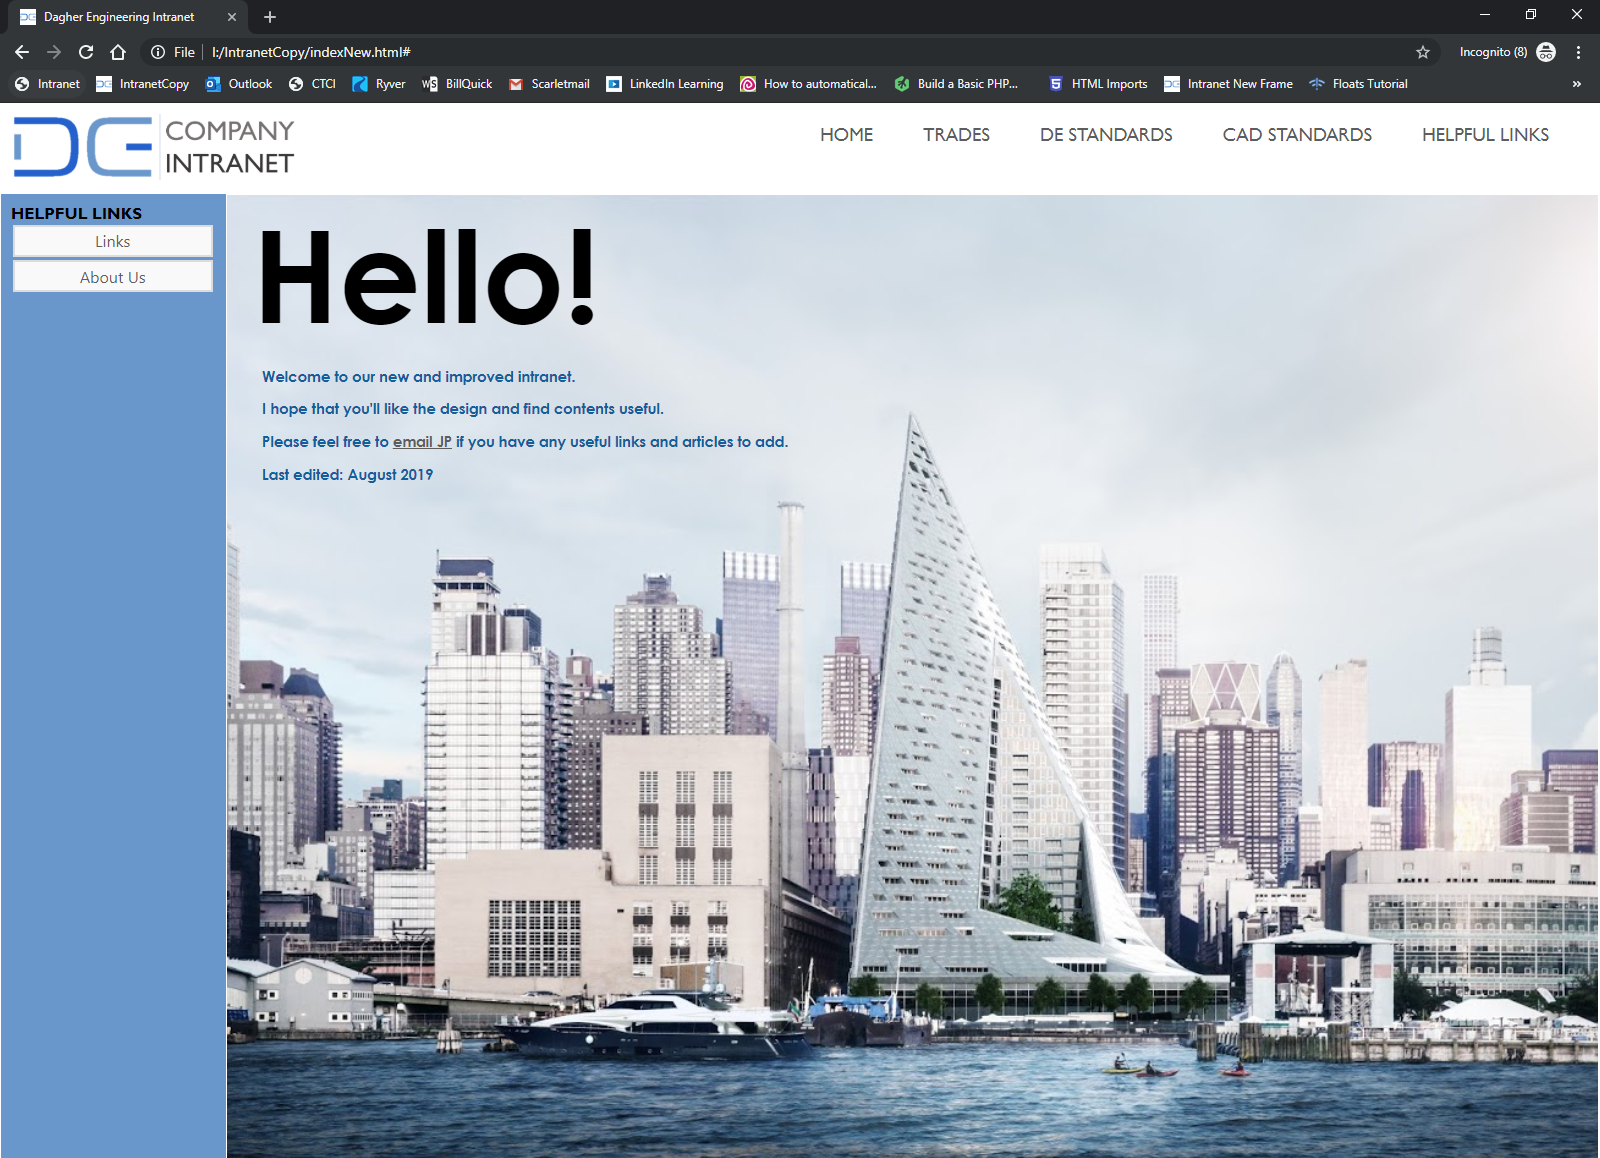 Dagher Engineering Intranet
File I:/IntranetCopy/indexNew.html# Incognito (8)
Intranet IntranetCopy Outlook CTCI Ryver BillQuick Scarletmail LinkedIn Learning How to automatical... Build a Basic PHP... HTML Imports Intranet New Frame Floats Tutorial »
DE COMPANY INTRANET
HOME TRADES DE STANDARDS CAD STANDARDS HELPFUL LINKS
HELPFUL LINKS
Links
About Us
Hello!
Welcome to our new and improved intranet.
I hope that you'll like the design and find contents useful.
Please feel free to email JP if you have any useful links and articles to add.
Last edited: August 2019